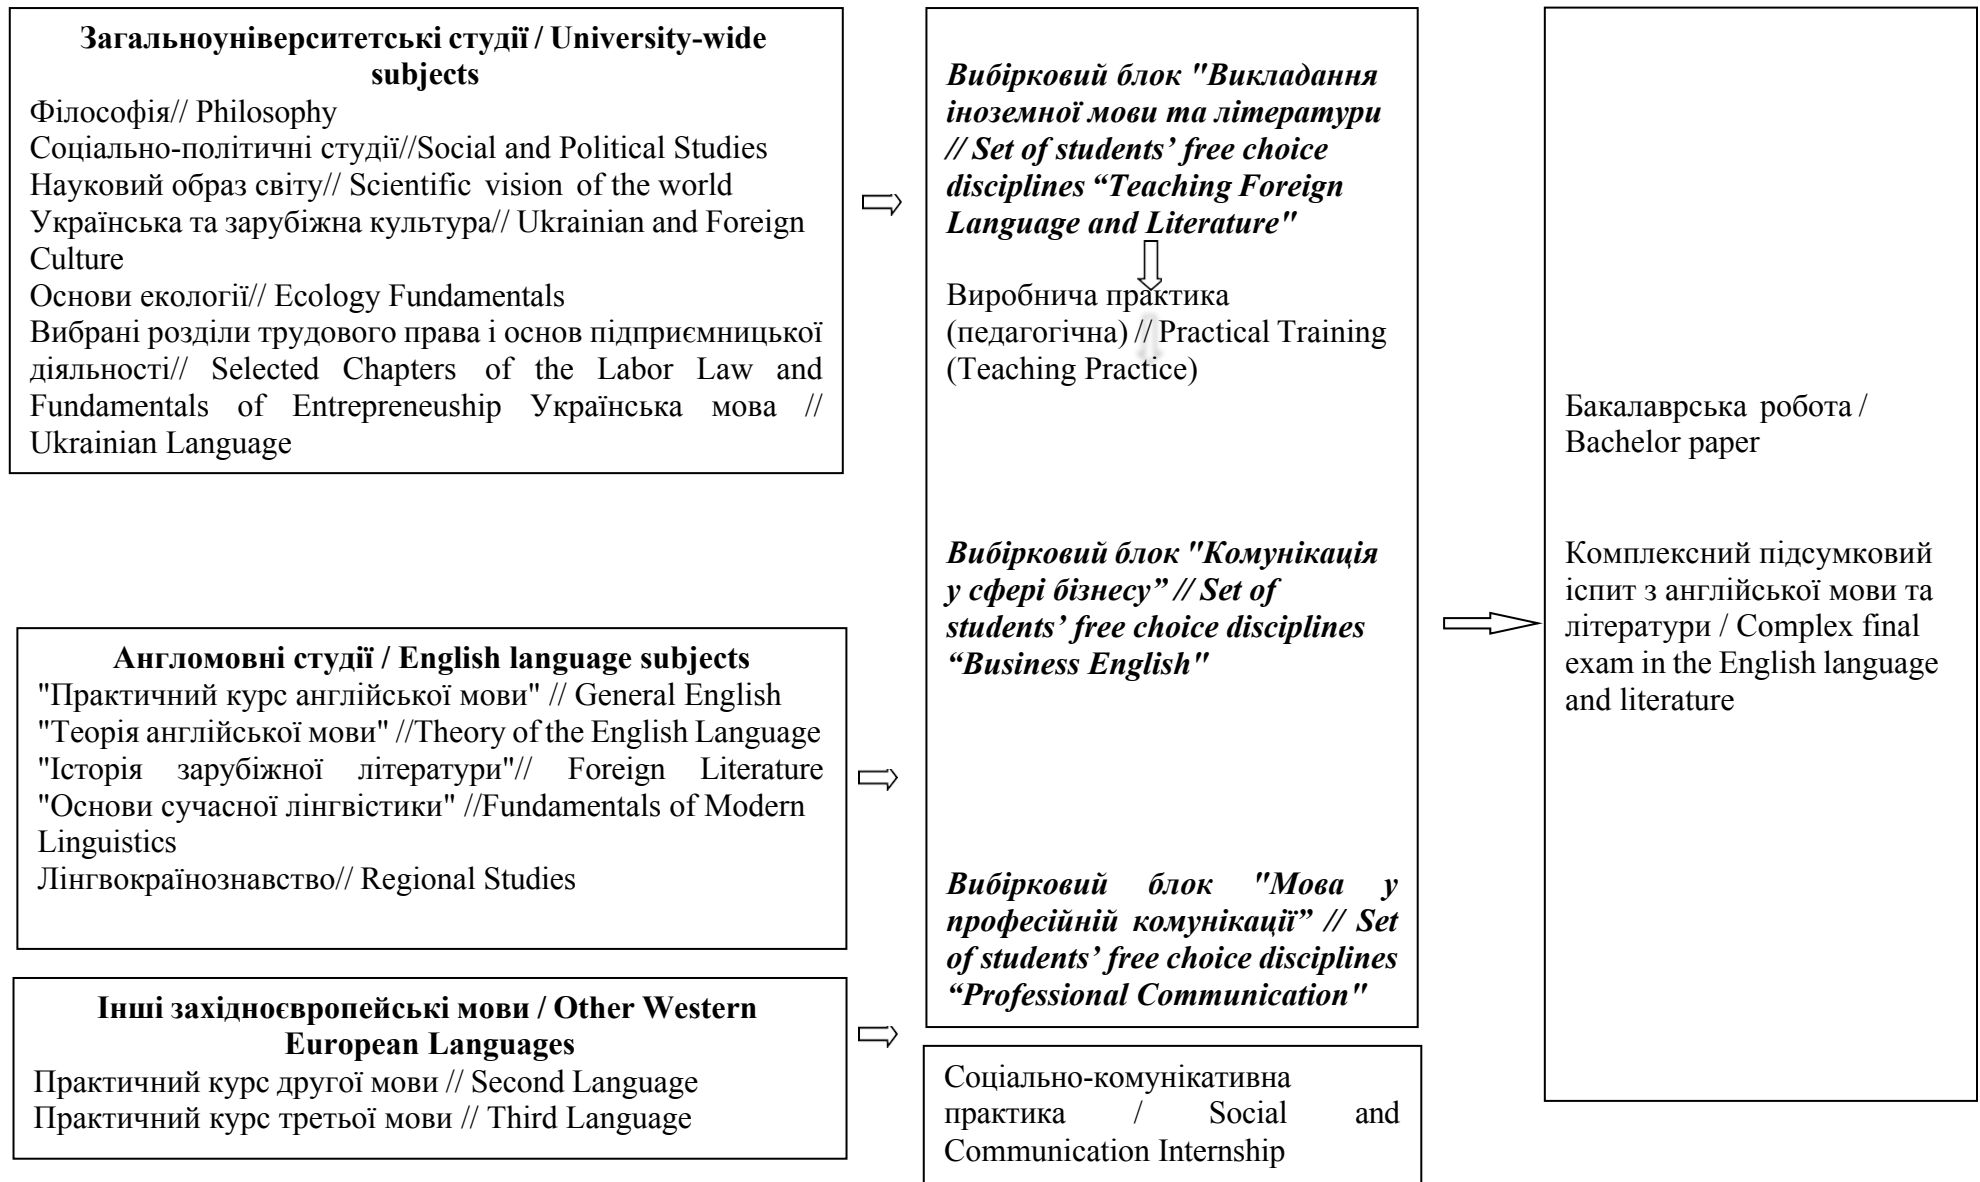 Загальноуніверситетські студії / University-wide
subjects
Філософія// Philosophy
Соціально-політичні студії//Social and Political Studies
Науковий образ світу// Scientific vision of the world
Українська та зарубіжна культура// Ukrainian and Foreign
Culture
Основи екології// Ecology Fundamentals
Вибрані розділи трудового права і основ підприємницької
діяльності// Selected Chapters of the Labor Law and
Fundamentals of Entrepreneuship Українська мова //
Ukrainian Language
Англомовні студії / English language subjects
"Практичний курс англійської мови" // General English
"Теорія англійської мови" //Theory of the English Language
"Історія зарубіжної літератури"// Foreign Literature
"Основи сучасної лінгвістики" //Fundamentals of Modern
Linguistics
Лінгвокраїнознавство// Regional Studies
Інші західноєвропейські мови / Other Western
European Languages
Практичний курс другої мови // Second Language
Практичний курс третьої мови // Third Language
Вибірковий блок "Викладання
іноземної мови та літератури
// Set of students’ free choice
disciplines “Teaching Foreign
Language and Literature"
Виробнича практика
(педагогічна) // Practical Training
(Teaching Practice)
Вибірковий блок "Комунікація
у сфері бізнесу” // Set of
students’ free choice disciplines
“Business English"
Вибірковий блок "Мова у
професійній комунікації” // Set
of students’ free choice disciplines
“Professional Communication"
Соціально-комунікативна
практика / Social and
Communication Internship
Бакалаврська робота /
Bachelor paper
Комплексний підсумковий
іспит з англійської мови та
літератури / Complex final
exam in the English language
and literature